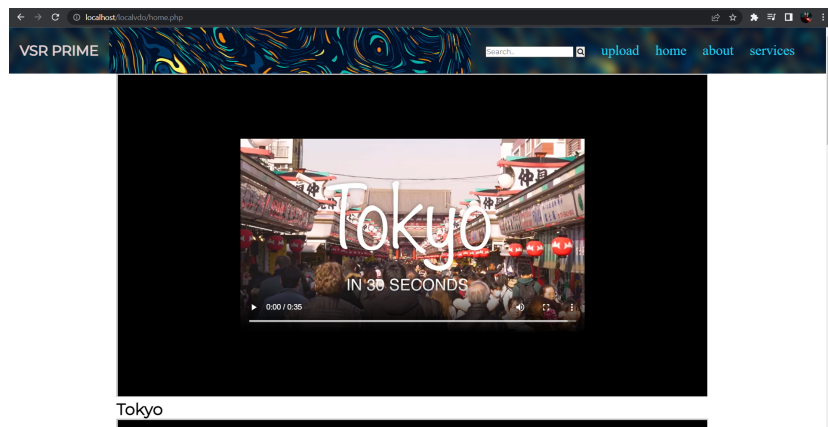 localhost/localvdo/home.php
VSR PRIME
Search..
upload home about services
Tokyo
IN 30 SECONDS
0:00 / 0:35
Tokyo